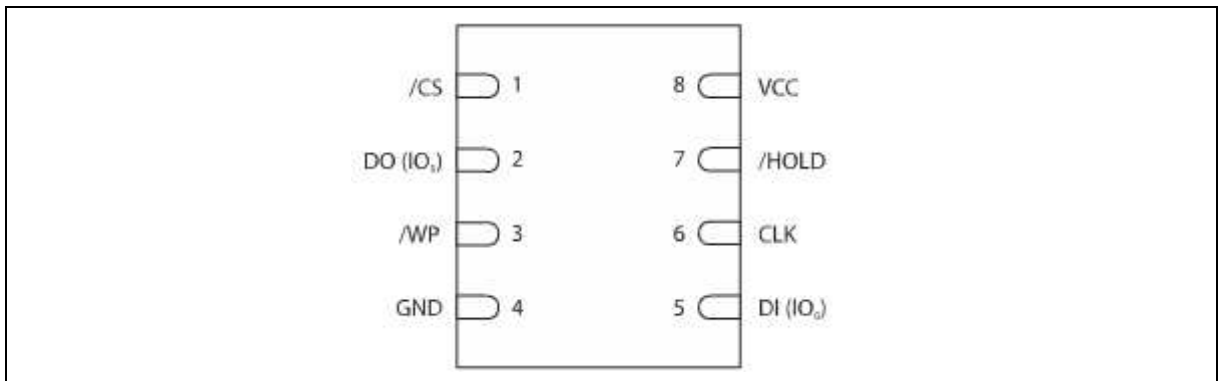 /CS 1 8 VCC
DO (IO₁) 2 7 /HOLD
/WP 3 6 CLK
GND 4 5 DI (IO₀)